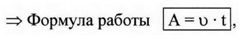 ⇒ Формула работы A = υ · t,